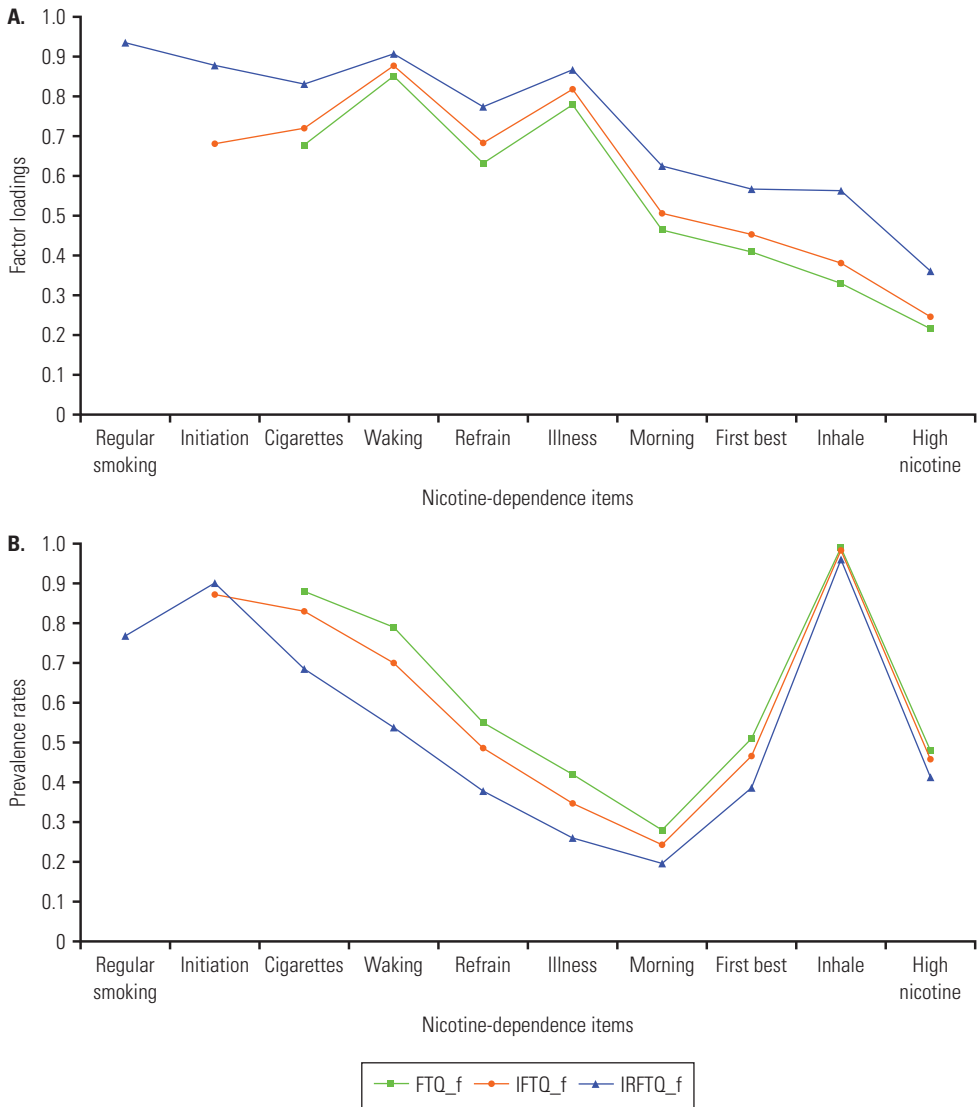 A.
Factor loadings
1.0
0.9
0.8
0.7
0.6
0.5
0.4
0.3
0.2
0.1
0
Regular smoking
Initiation
Cigarettes
Waking
Refrain
Illness
Morning
First best
Inhale
High nicotine
Nicotine-dependence items
B.
Prevalence rates
1.0
0.9
0.8
0.7
0.6
0.5
0.4
0.3
0.2
0.1
0
Regular smoking
Initiation
Cigarettes
Waking
Refrain
Illness
Morning
First best
Inhale
High nicotine
Nicotine-dependence items
FTQ_f
IFTQ_f
IRFTQ_f